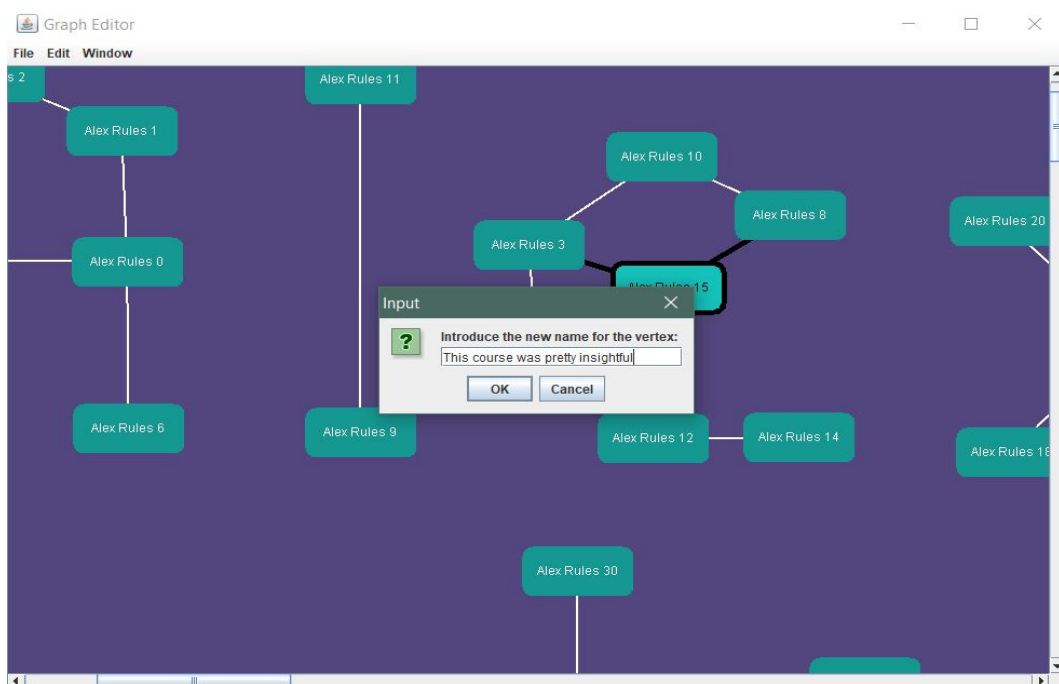 Graph Editor
File Edit Window
s 2
Alex Rules 11
Alex Rules 1
Alex Rules 10
Alex Rules 8
Alex Rules 20
Alex Rules 3
Alex Rules 0
Alex Rules 15
Input
Introduce the new name for the vertex:
This course was pretty insightful
OK Cancel
Alex Rules 6
Alex Rules 9
Alex Rules 12
Alex Rules 14
Alex Rules 18
Alex Rules 30